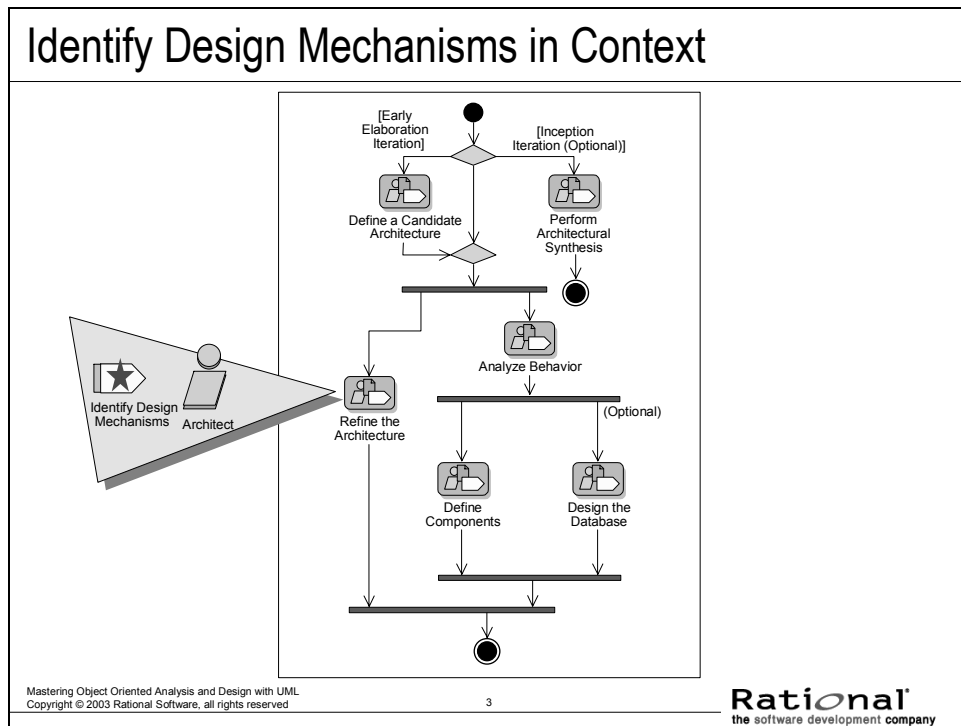 Identify Design Mechanisms in Context
[Early
Elaboration
Iteration]
[Inception
Iteration (Optional)]
Define a Candidate
Architecture
Perform
Architectural
Synthesis
Analyze Behavior
Identify Design
Mechanisms
Architect
Refine the
Architecture
(Optional)
Define
Components
Design the
Database
Mastering Object Oriented Analysis and Design with UML
Copyright © 2003 Rational Software, all rights reserved
3
Rational
the software development company